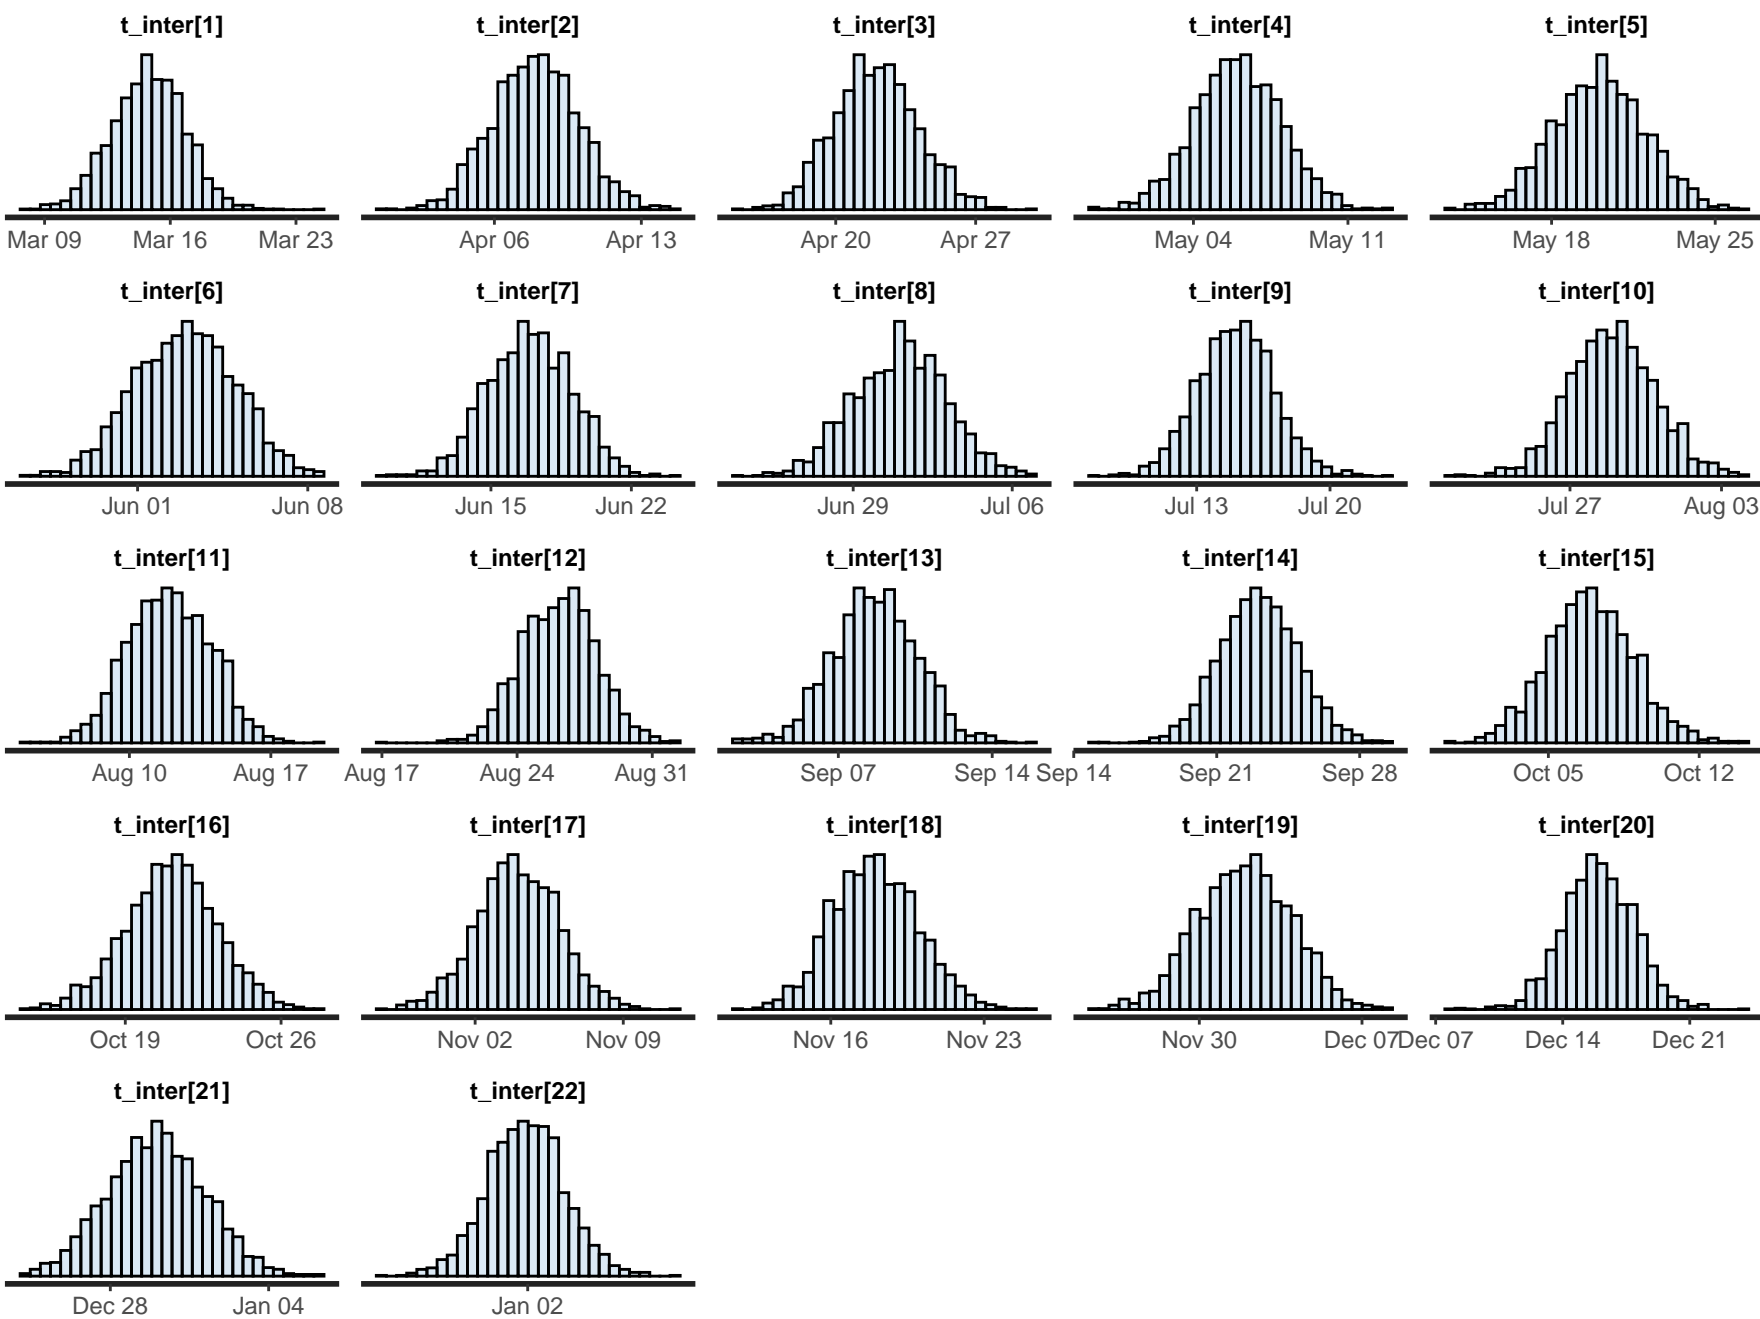 t_inter[1] t_inter[2] t_inter[3] t_inter[4] t_inter[5]
Mar 09 Mar 16 Mar 23 Apr 06 Apr 13 Apr 20 Apr 27 May 04 May 11 May 18 May 25
t_inter[6] t_inter[7] t_inter[8] t_inter[9] t_inter[10]
Jun 01 Jun 08 Jun 15 Jun 22 Jun 29 Jul 06 Jul 13 Jul 20 Jul 27 Aug 03
t_inter[11] t_inter[12] t_inter[13] t_inter[14] t_inter[15]
Aug 10 Aug 17 Aug 17 Aug 24 Aug 31 Sep 07 Sep 14 Sep 14 Sep 21 Sep 28 Oct 05 Oct 12
t_inter[16] t_inter[17] t_inter[18] t_inter[19] t_inter[20]
Oct 19 Oct 26 Nov 02 Nov 09 Nov 16 Nov 23 Nov 30 Dec 07 Dec 07 Dec 14 Dec 21
t_inter[21] t_inter[22]
Dec 28 Jan 04 Jan 02